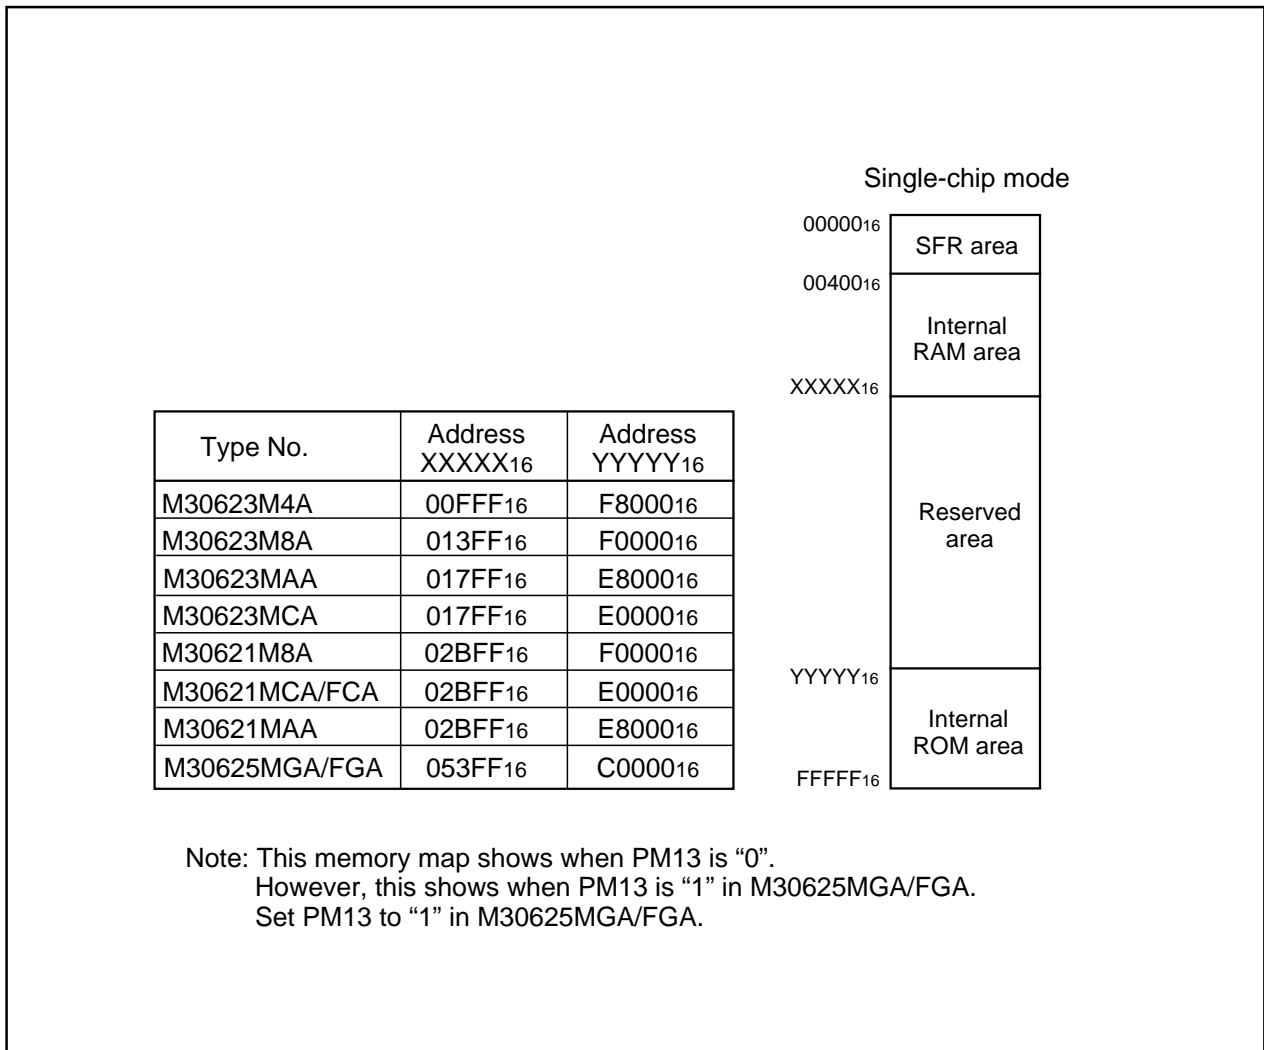 Single-chip mode
0000016
SFR area
0040016
Internal
RAM area
XXXXX16
Reserved
area
YYYYY16
Internal
ROM area
FFFFF16
Type No. Address XXXXX16 Address YYYYY16
M30623M4A 00FFF16 F800016
M30623M8A 013FF16 F000016
M30623MAA 017FF16 E800016
M30623MCA 017FF16 E000016
M30621M8A 02BFF16 F000016
M30621MCA/FCA 02BFF16 E000016
M30621MAA 02BFF16 E800016
M30625MGA/FGA 053FF16 C000016
Note: This memory map shows when PM13 is “0”.
However, this shows when PM13 is “1” in M30625MGA/FGA.
Set PM13 to “1” in M30625MGA/FGA.